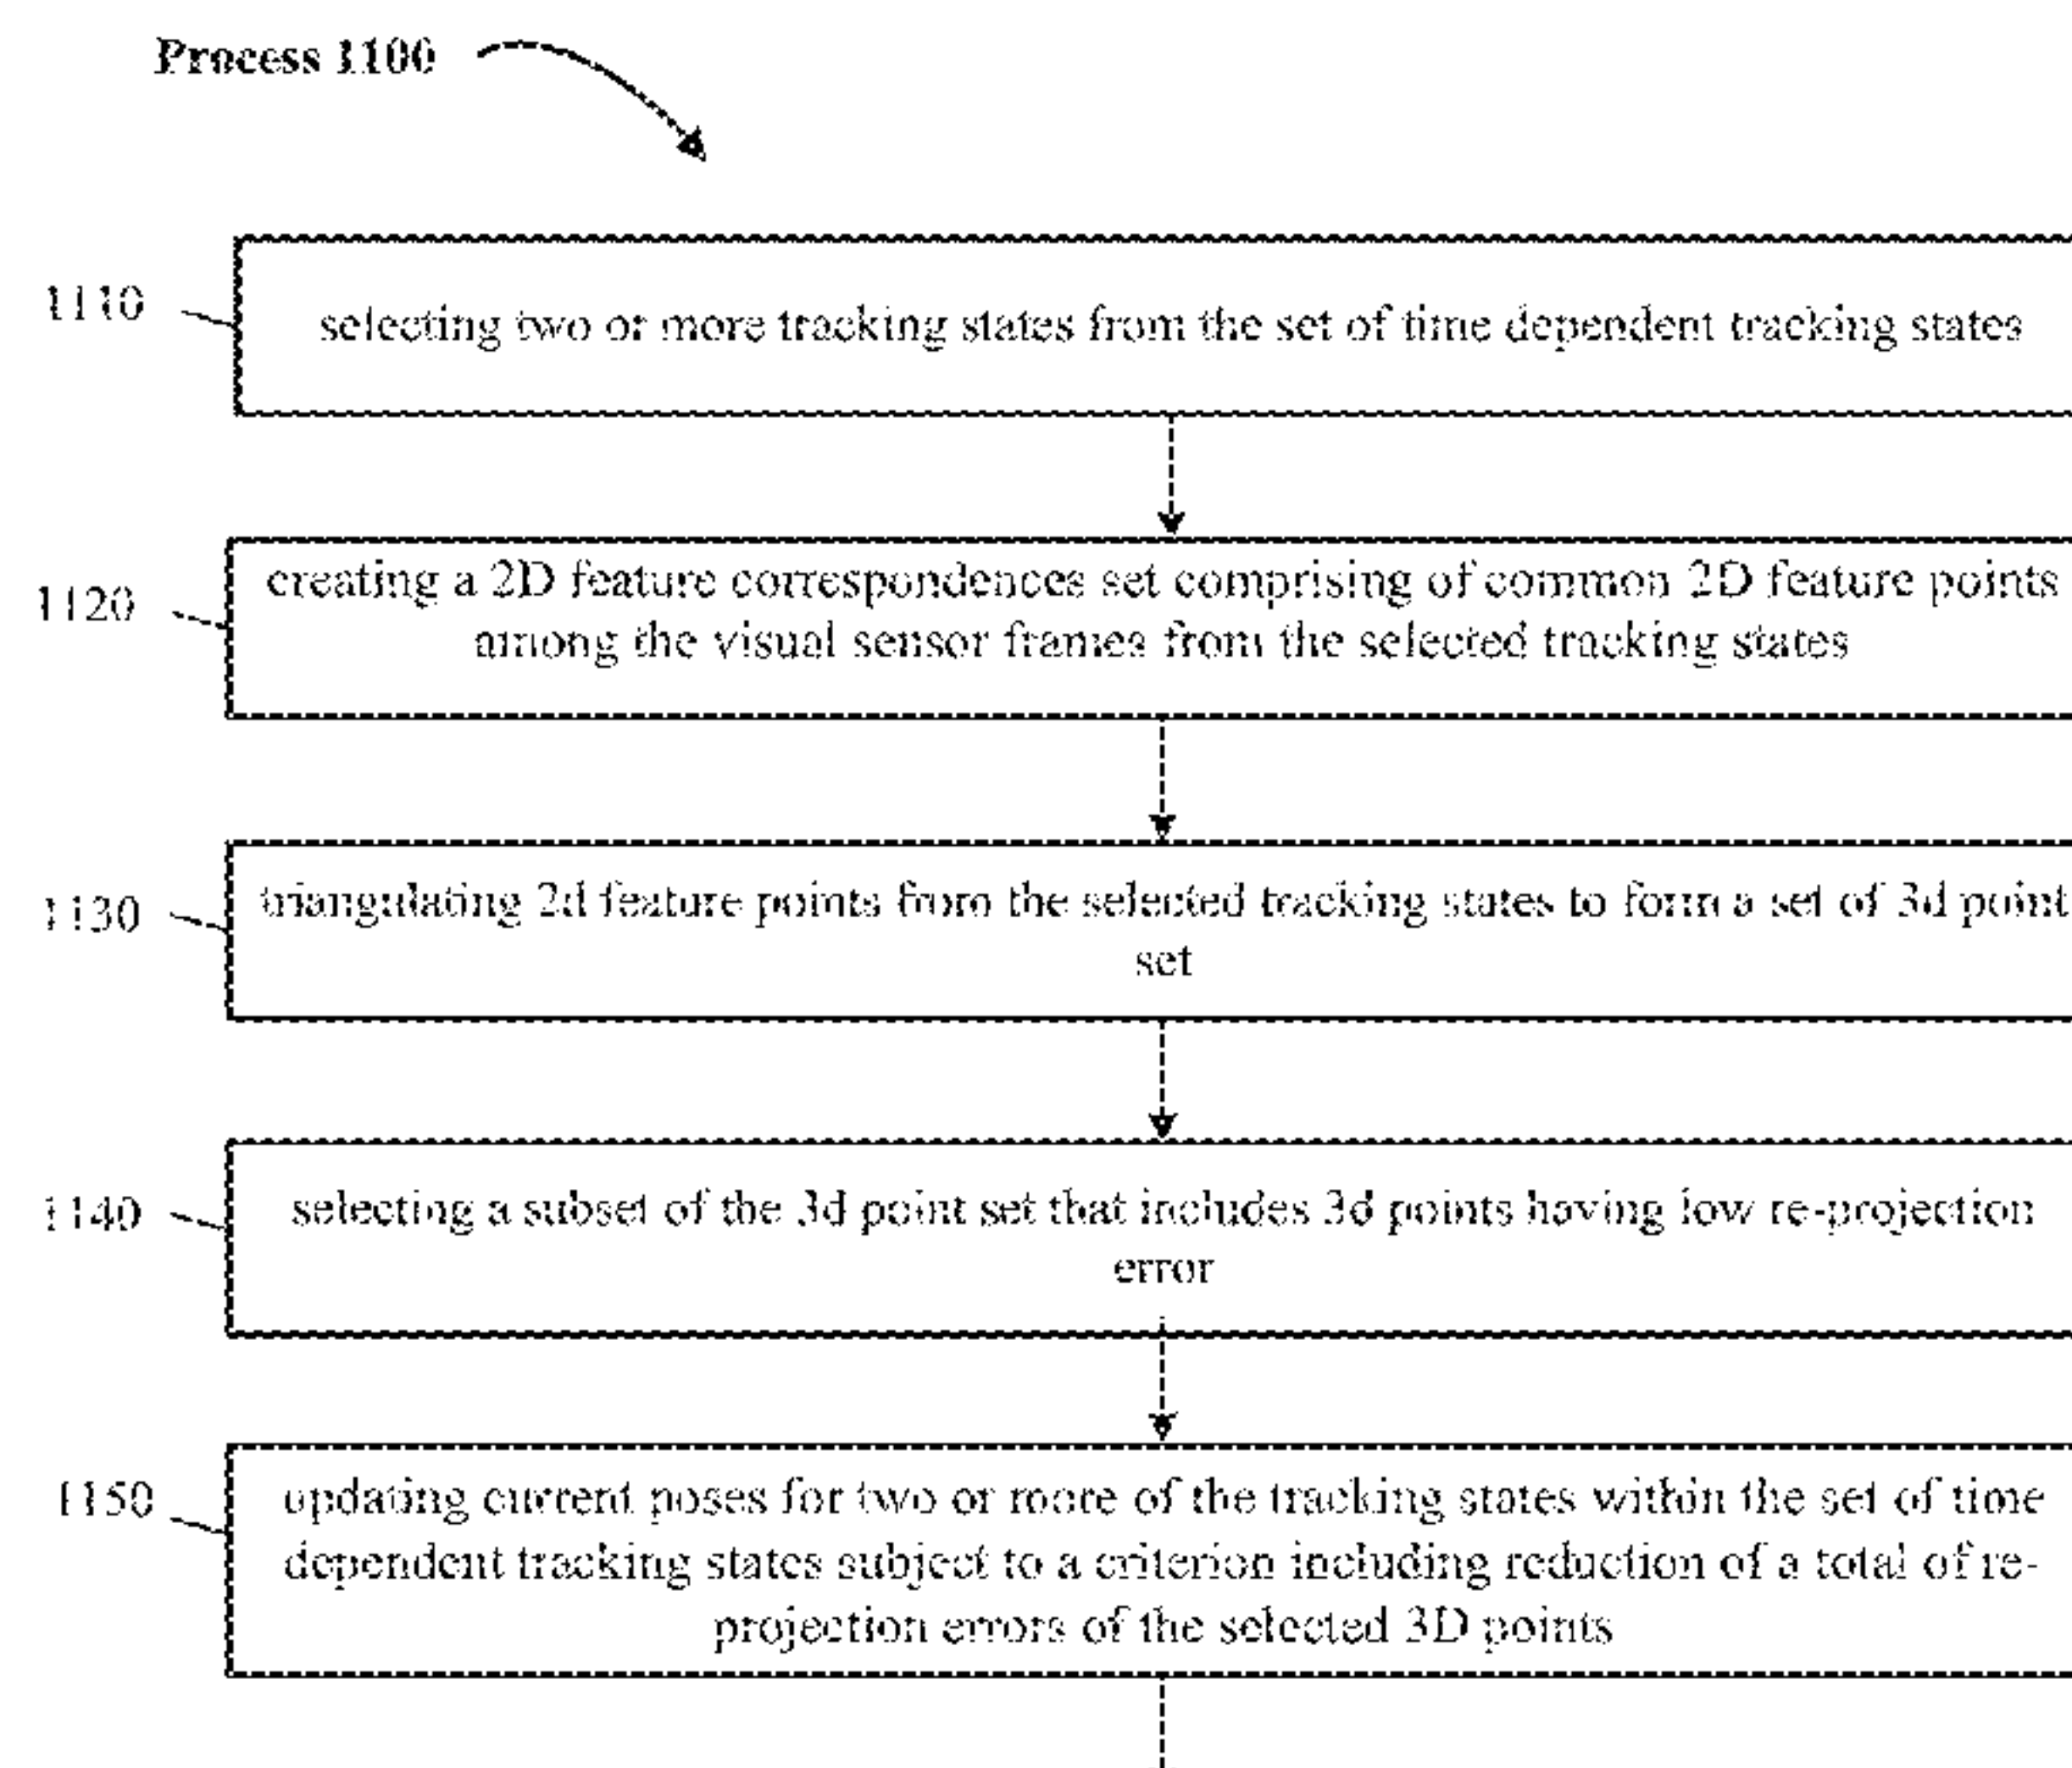 Process 1100
1110
selecting two or more tracking states from the set of time dependent tracking states
1120
creating a 2D feature correspondences set comprising of common 2D feature points
among the visual sensor frames from the selected tracking states
1130
triangulating 2d feature points from the selected tracking states to form a set of 3d point
set
1140
selecting a subset of the 3d point set that includes 3d points having low re-projection
error
1150
updating current poses for two or more of the tracking states within the set of time
dependent tracking states subject to a criterion including reduction of a total of re-
projection errors of the selected 3D points